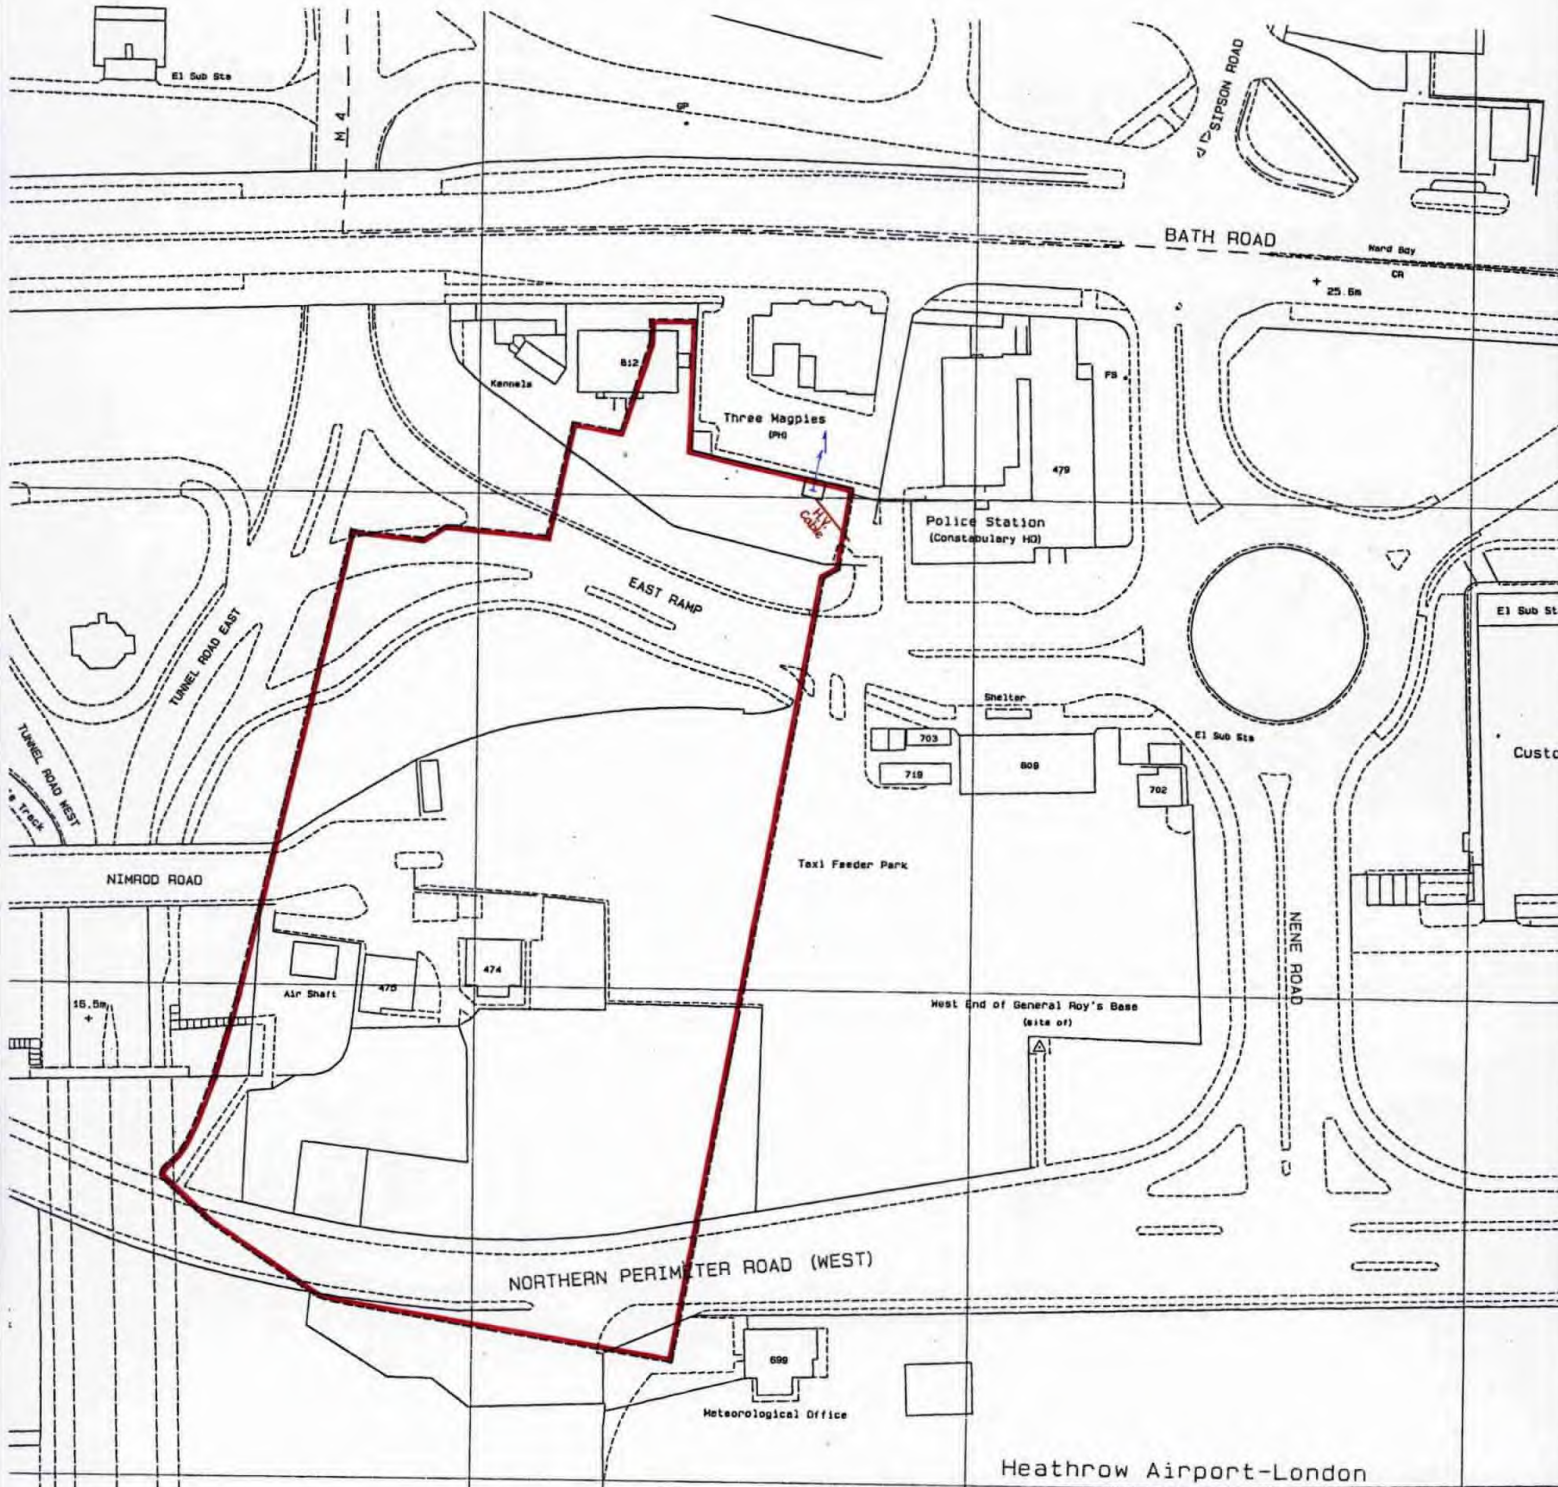 El Sub Sta
M 4
GP
SIPSON ROAD
BATH ROAD
Ward Bdy
CR
25.6m
Kennels
812
Three Magpies
(PH)
FS
479
H.V.
Cable
Police Station
(Constabulary HQ)
EAST RAMP
TUNNEL ROAD EAST
El Sub St
TUNNEL ROAD WEST
Track
Shelter
703
719
809
El Sub Sta
702
Custo
Taxi Feeder Park
NIMROD ROAD
NENE ROAD
474
475
Air Shaft
16.5m
West End of General Roy's Base
(site of)
NORTHERN PERIMETER ROAD (WEST)
699
Meteorological Office
Heathrow Airport-London